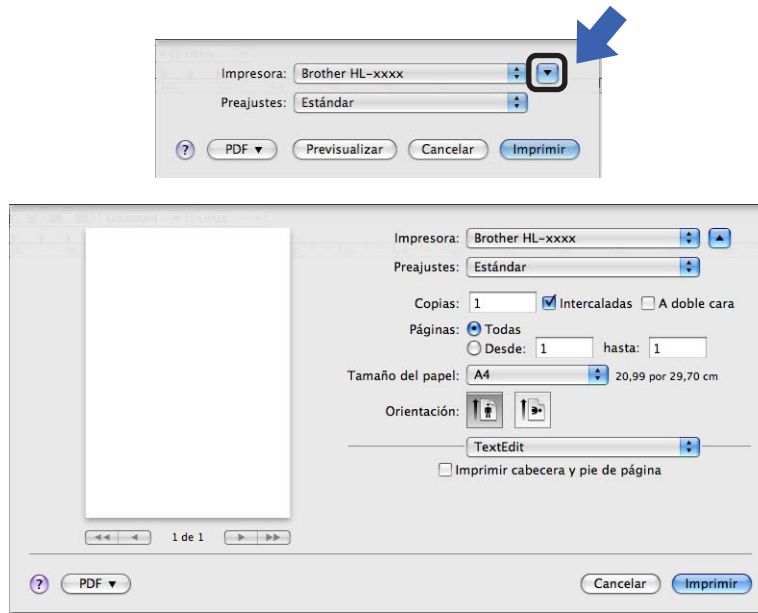 Impresora: Brother HL-xxxx
Preajustes: Estándar
? PDF ▼ Previsualizar Cancelar Imprimir
Impresora: Brother HL-xxxx
Preajustes: Estándar
Copias: 1 Intercaladas A doble cara
Páginas: Todas
Desde: 1 hasta: 1
Tamaño del papel: A4 20,99 por 29,70 cm
Orientación:
TextEdit
Imprimir cabecera y pie de página
1 de 1
? PDF ▼ Cancelar Imprimir